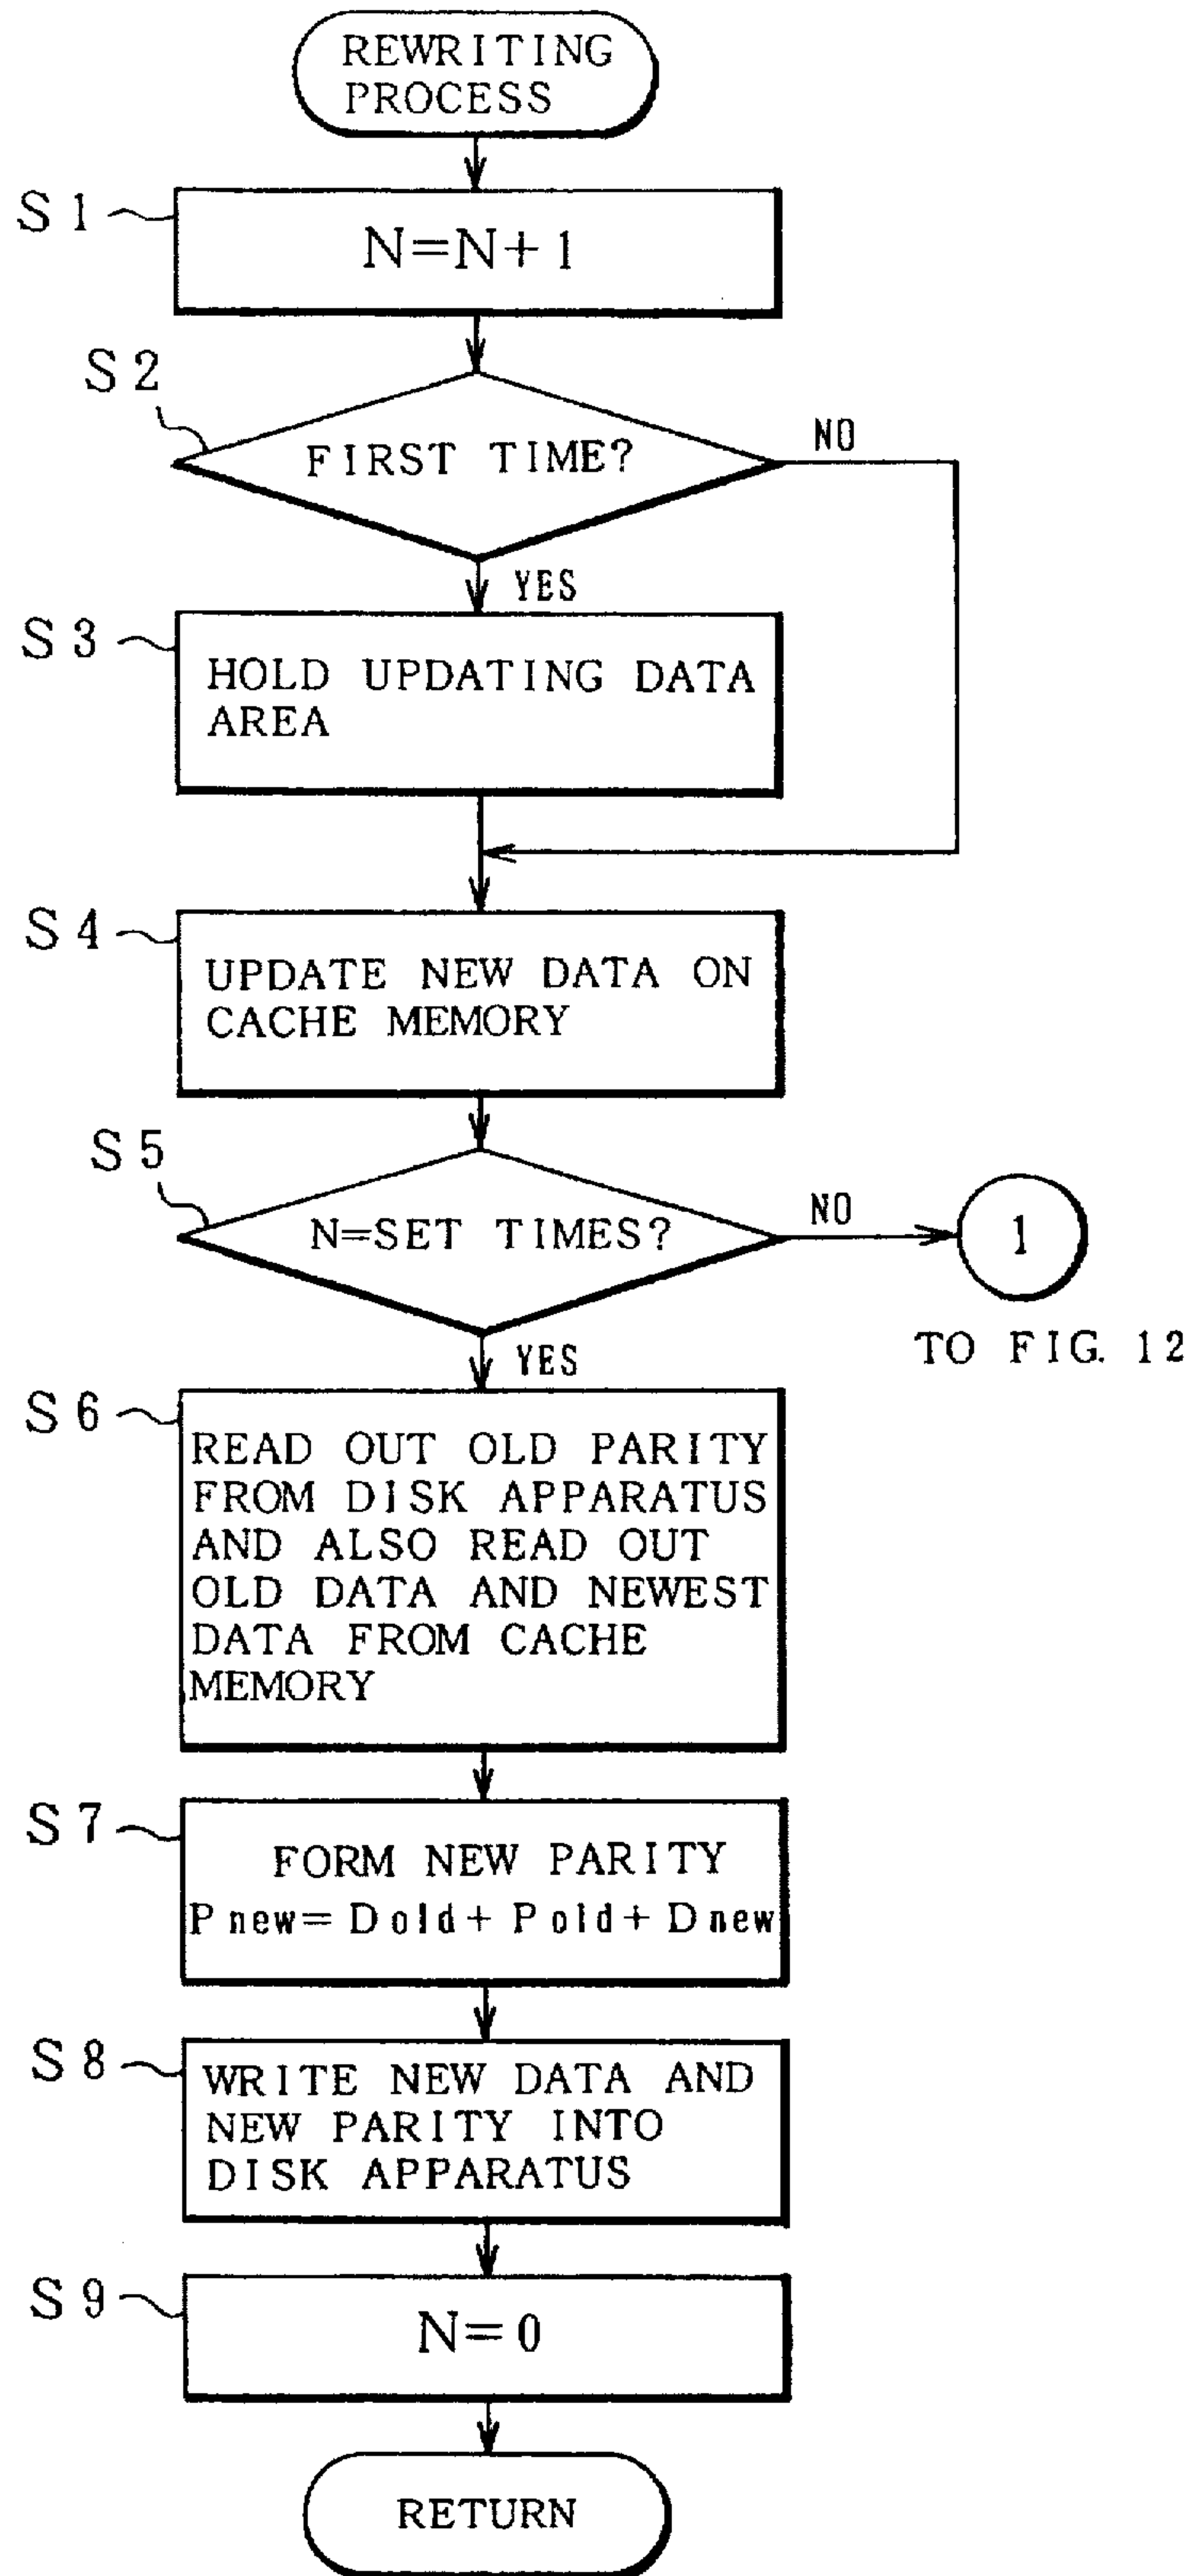 REWRITING
PROCESS
S1
N=N+1
S2
FIRST TIME?
NO
YES
S3
HOLD UPDATING DATA
AREA
S4
UPDATE NEW DATA ON
CACHE MEMORY
S5
N=SET TIMES?
NO
1
TO FIG. 12
YES
S6
READ OUT OLD PARITY
FROM DISK APPARATUS
AND ALSO READ OUT
OLD DATA AND NEWEST
DATA FROM CACHE
MEMORY
S7
FORM NEW PARITY
Pnew=Dold+Pold+Dnew
S8
WRITE NEW DATA AND
NEW PARITY INTO
DISK APPARATUS
S9
N=0
RETURN